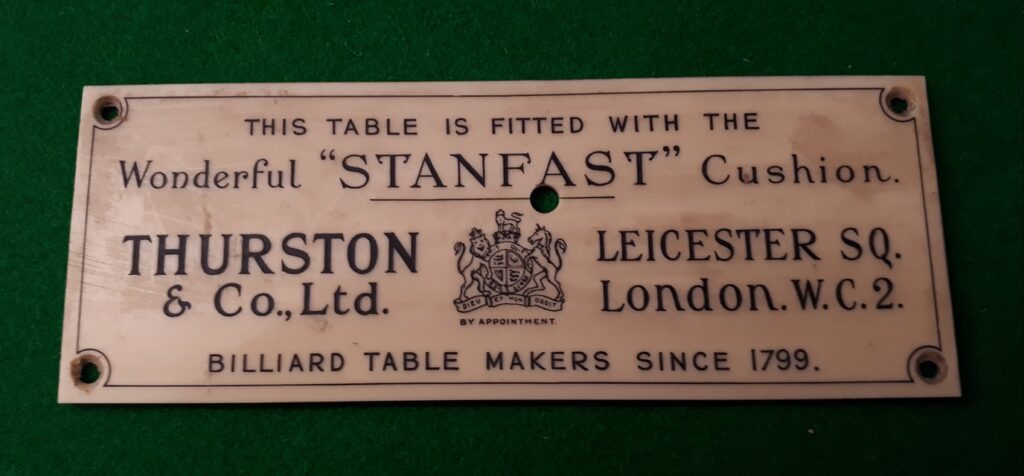 THIS TABLE IS FITTED WITH THE
Wonderful "STANFAST" Cushion.
THURSTON
& Co., Ltd.
DIEU ET MON DROIT
BY APPOINTMENT.
LEICESTER SQ.
London. W.C.2.
BILLIARD TABLE MAKERS SINCE 1799.